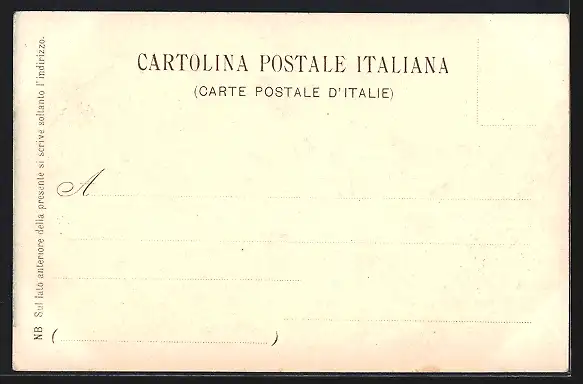 CARTOLINA POSTALE ITALIANA
(CARTE POSTALE D'ITALIE)
A
( )
NB Sul lato anteriore della presente si scrive soltanto l'indirizzo.